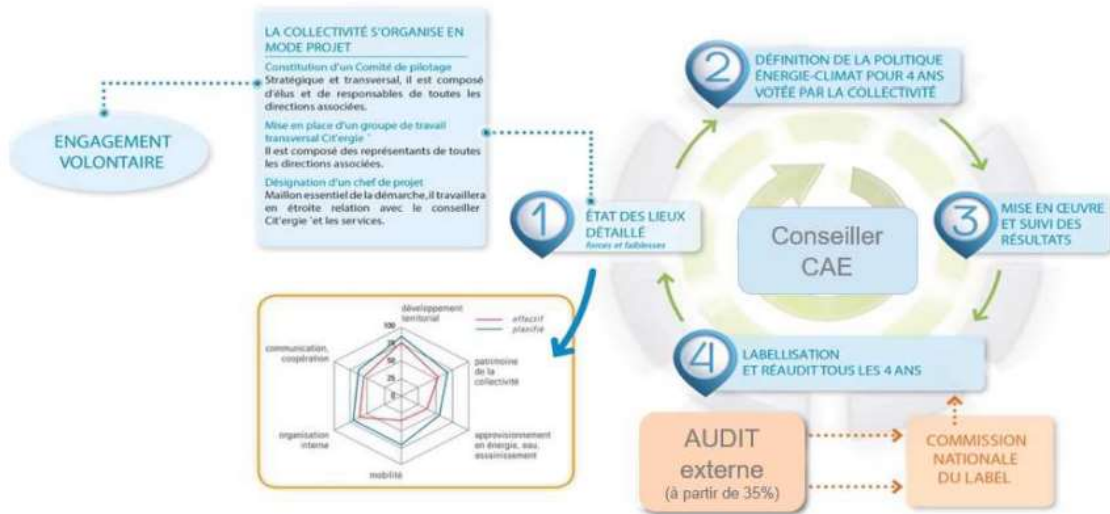 ENGAGEMENT
VOLONTAIRE
LA COLLECTIVITÉ S'ORGANISE EN
MODE PROJET
Constitution d'un Comité de pilotage
Stratégique et transversal, il est composé
d'élus et de responsables de toutes les
directions associées.
Mise en place d'un groupe de travail
transversal Cit'ergie
Il est composé des représentants de toutes
les directions associées.
Désignation d'un chef de projet
Maillon essentiel de la démarche, il travaillera
en étroite relation avec le conseiller
Cit'ergie et les services.
1
ÉTAT DES LIEUX
DÉTAILLÉ
forces et faiblesses
2
DÉFINITION DE LA POLITIQUE
ÉNERGIE-CLIMAT POUR 4 ANS
VOTÉE PAR LA COLLECTIVITÉ
3
MISE EN ŒUVRE
ET SUIVI DES
RÉSULTATS
Conseiller
CAE
4
LABELLISATION
ET RÉAUDIT TOUS LES 4 ANS
AUDIT
externe
(à partir de 35%)
COMMISSION
NATIONALE
DU LABEL
développement
territorial
effectif
planifié
100
75
50
25
0
communication,
coopération
patrimoine
de la
collectivité
organisation
interne
approvisionnement
en énergie, eau,
assainissement
mobilité